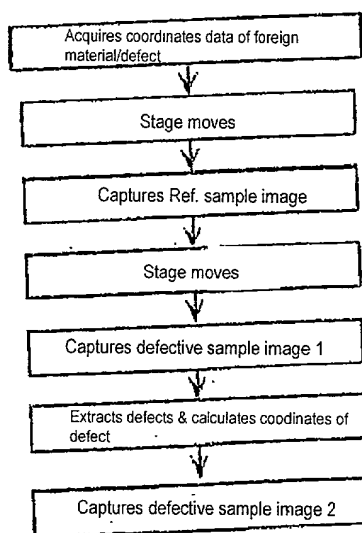 Acquires coordinates data of foreign
material/defect
Stage moves
Captures Ref. sample image
Stage moves
Captures defective sample image 1
Extracts defects & calculates coodinates of
defect
Captures defective sample image 2